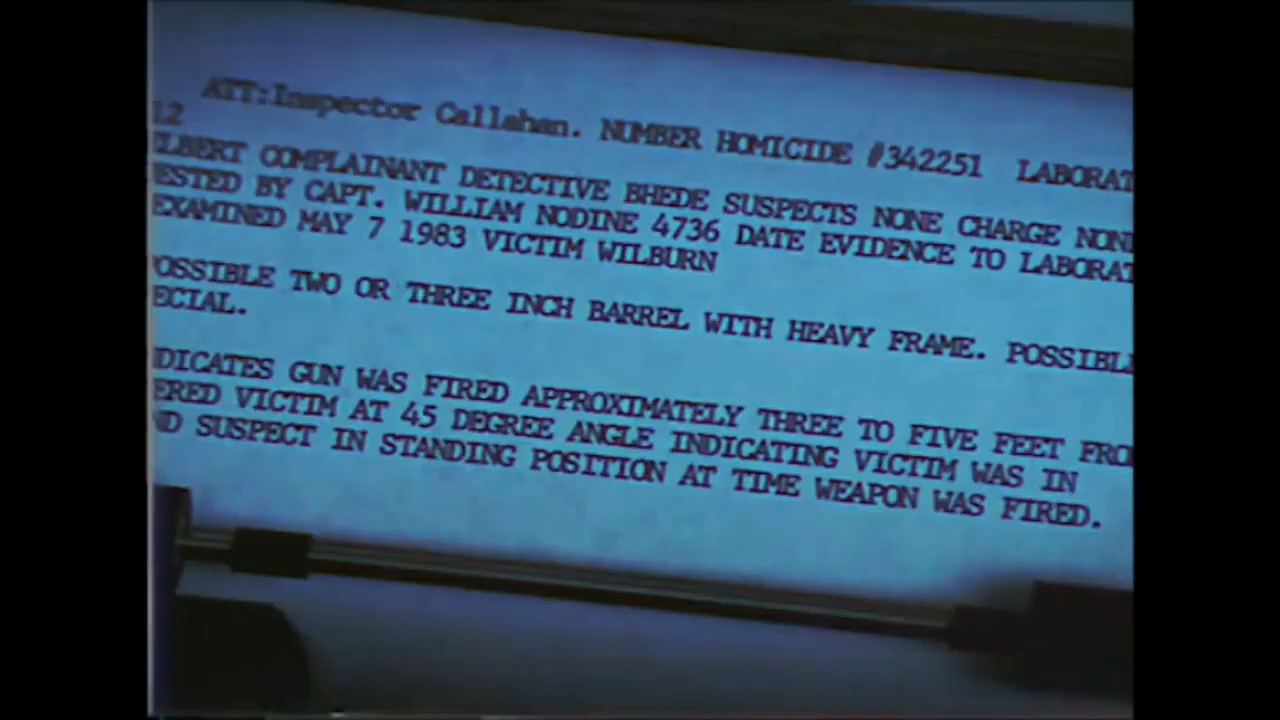 ATT:Inspector Callahan. NUMBER HOMICIDE #342251 LABORAT
12
LBERT COMPLAINANT DETECTIVE BHEDE SUSPECTS NONE CHARGE NON
ESTED BY CAPT. WILLIAM NODINE 4736 DATE EVIDENCE TO LABORAT
EXAMINED MAY 7 1983 VICTIM WILBURN
OSSIBLE TWO OR THREE INCH BARREL WITH HEAVY FRAME. POSSIBL
ECIAL.
DICATES GUN WAS FIRED APPROXIMATELY THREE TO FIVE FEET FRO
ERED VICTIM AT 45 DEGREE ANGLE INDICATING VICTIM WAS IN
D SUSPECT IN STANDING POSITION AT TIME WEAPON WAS FIRED.